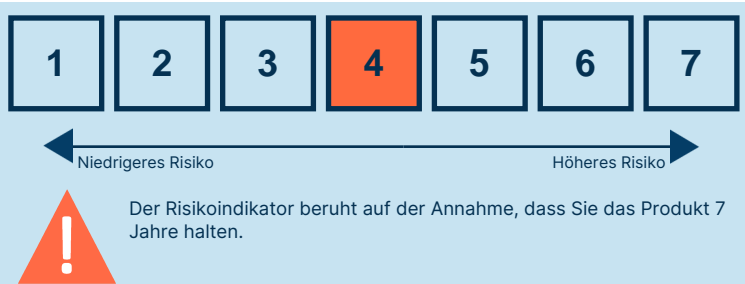 1 2 3 4 5 6 7
Niedrigeres Risiko Höheres Risiko
! Der Risikoindikator beruht auf der Annahme, dass Sie das Produkt 7
Jahre halten.